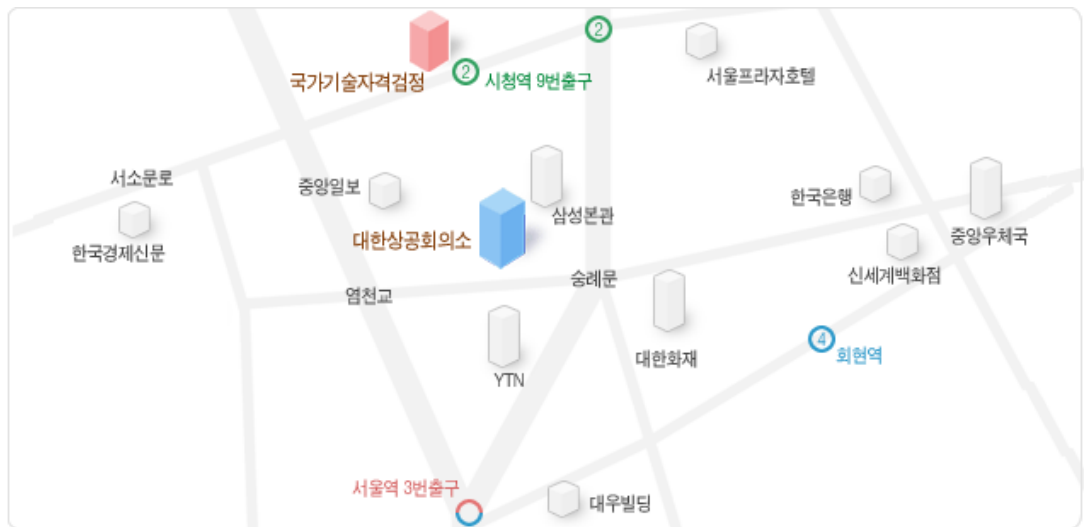 2
국가기술자격검정
2
시청역 9번출구
서울프라자호텔
서소문로
중앙일보
한국은행
한국경제신문
대한상공회의소
삼성본관
중앙우체국
신세계백화점
염천교
숭례문
YTN
대한화재
4
회현역
서울역 3번출구
대우빌딩